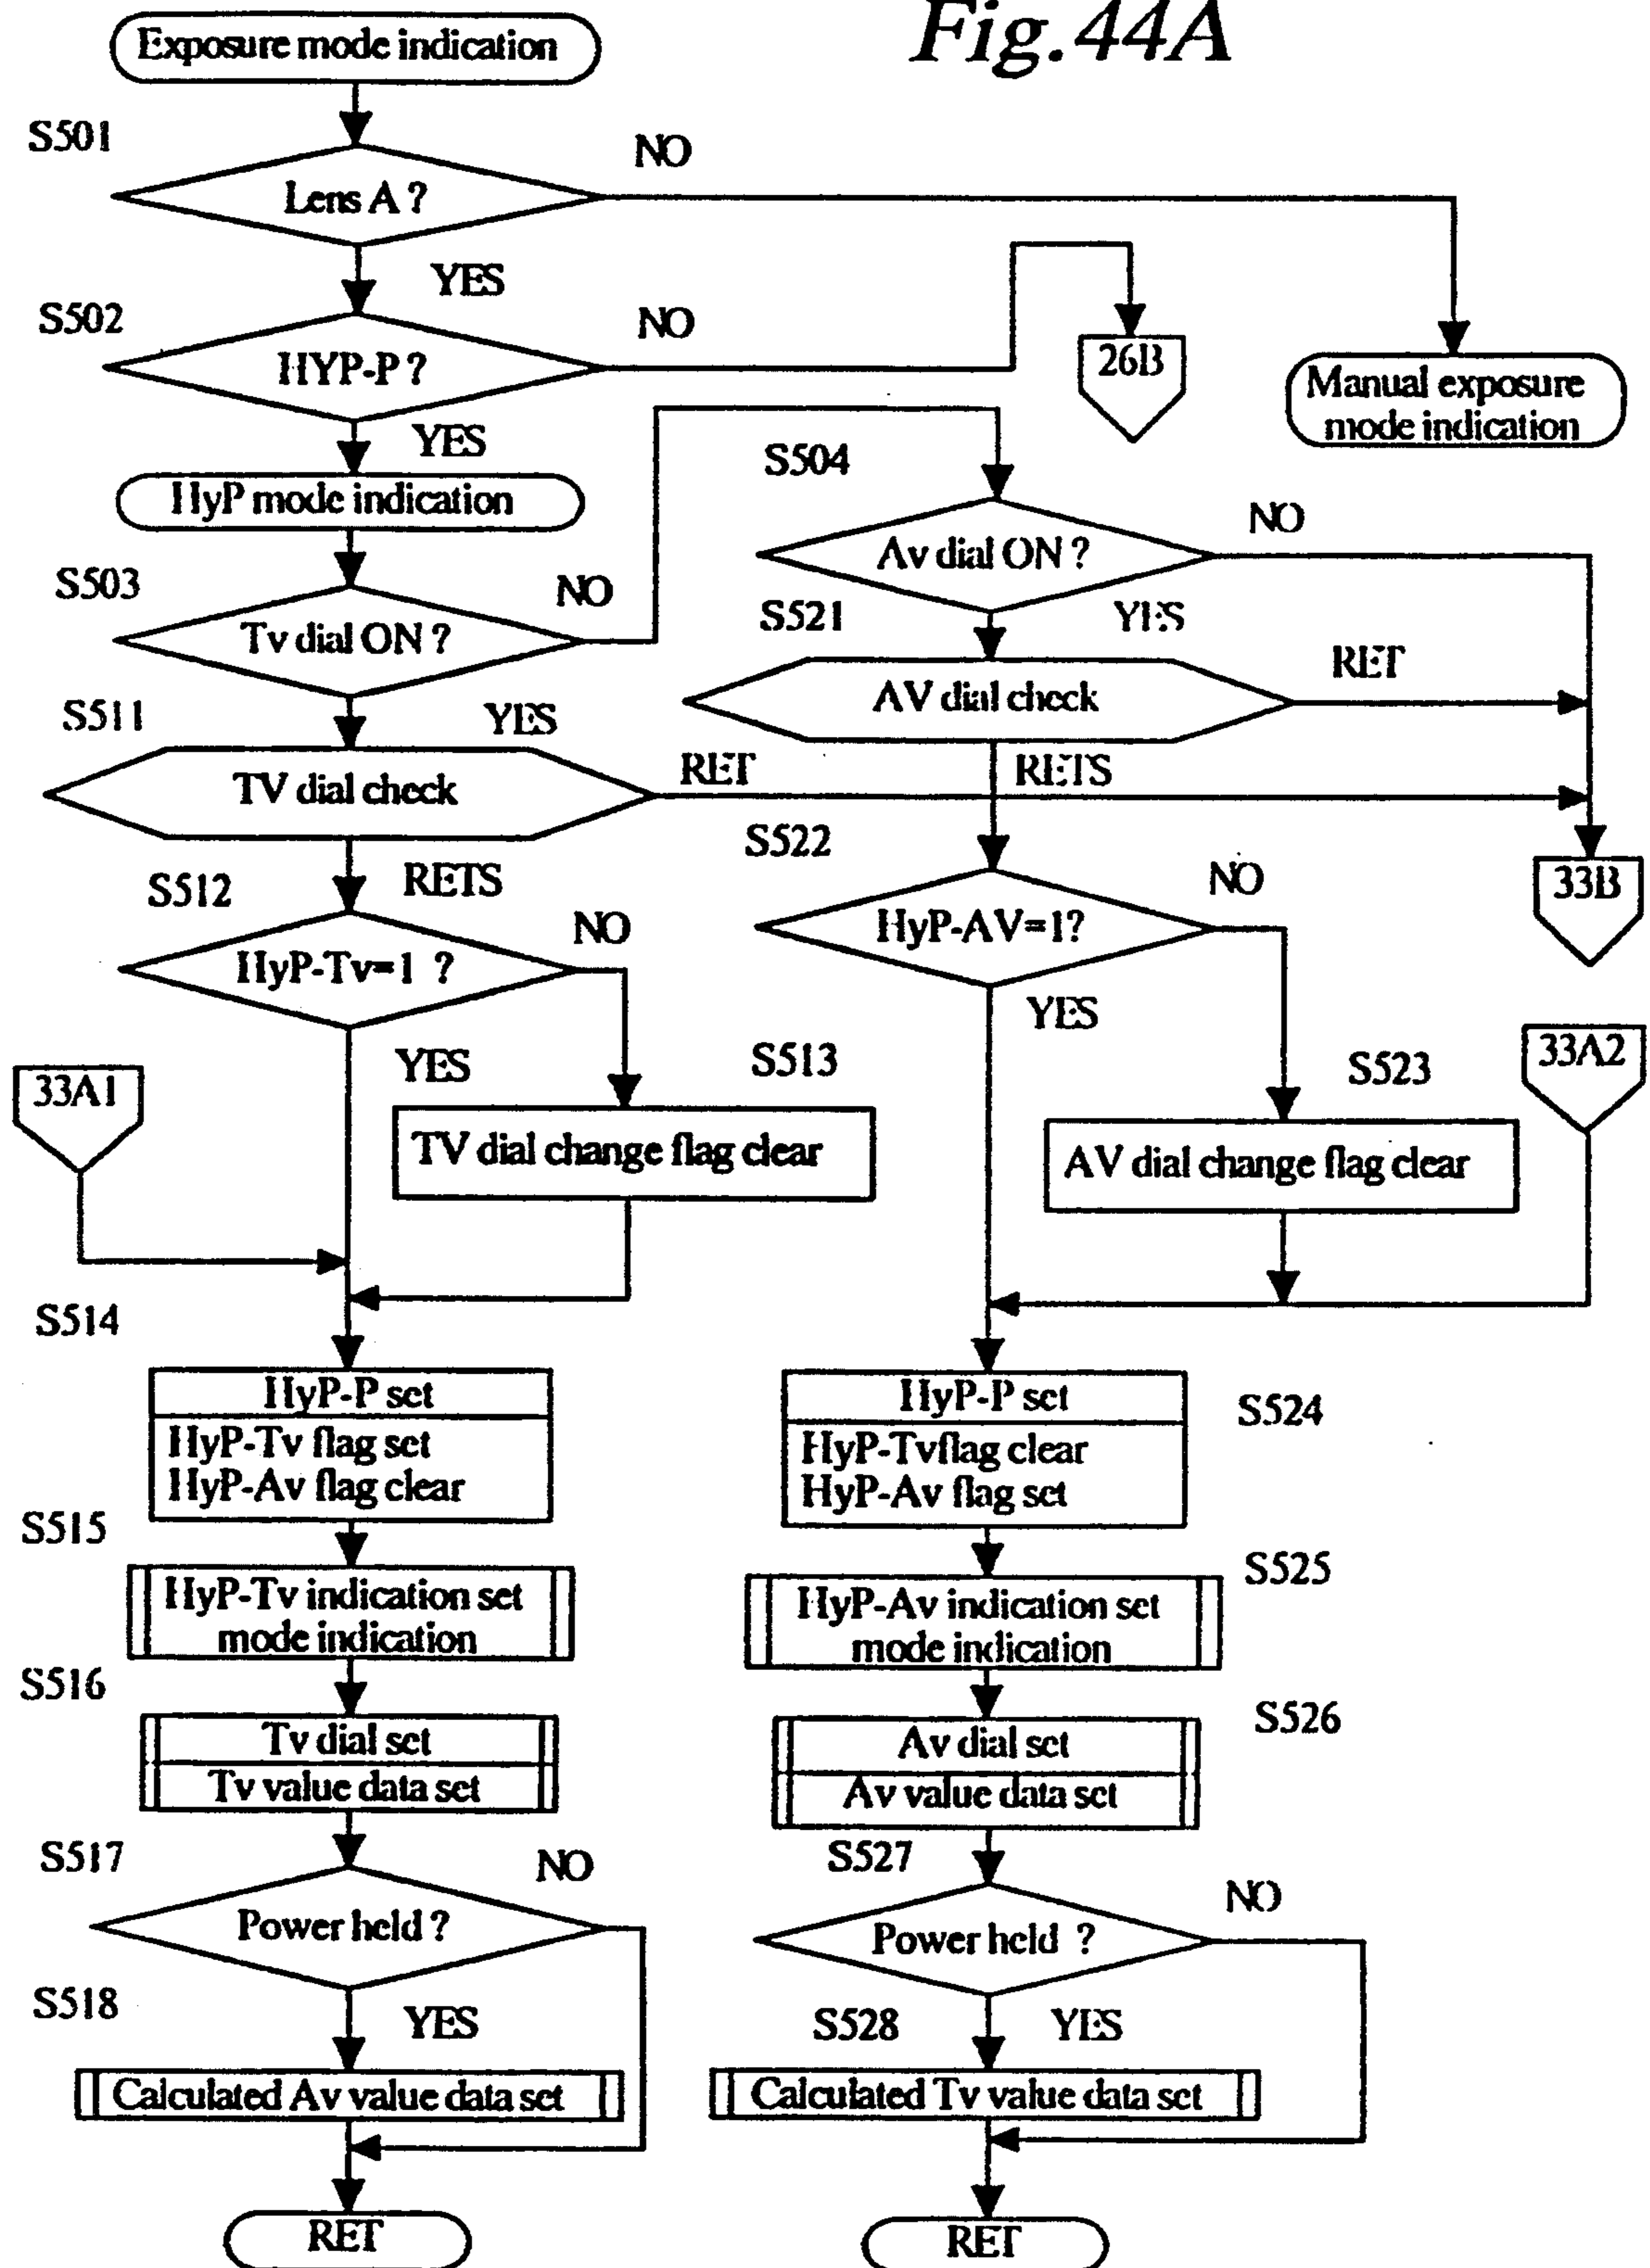 Fig.44A
Exposure mode indication
S501
Lens A ?
NO
YES
S502
HYP-P ?
NO
26B
Manual exposure
mode indication
YES
HyP mode indication
S504
Av dial ON ?
NO
S503
Tv dial ON ?
NO
S521
YES
AV dial check
RET
S511
YES
TV dial check
RET
RETS
S522
33B
S512
RETS
HyP-Tv=1 ?
NO
HyP-AV=1?
NO
YES
33A1
YES
S513
TV dial change flag clear
S523
33A2
AV dial change flag clear
S514
HyP-P set
HyP-Tv flag set
HyP-Av flag clear
HyP-P set
HyP-Tvflag clear
HyP-Av flag set
S524
S515
HyP-Tv indication set
mode indication
HyP-Av indication set
mode indication
S525
S516
Tv dial set
Tv value data set
Av dial set
Av value data set
S526
S517
Power held ?
NO
S527
Power held ?
NO
S518
YES
S528
YES
Calculated Av value data set
Calculated Tv value data set
RET
RET